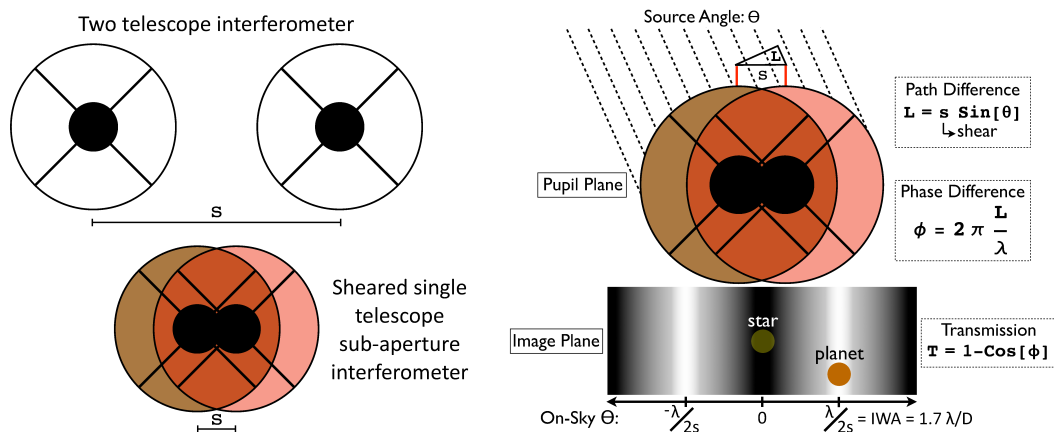 Two telescope interferometer
s
Sheared single
telescope
sub-aperture
interferometer
s
Source Angle: Θ
L
s
Path Difference
L = s Sin[θ]
shear
Pupil Plane
Phase Difference
ϕ = 2 π L/λ
star
planet
Image Plane
Transmission
T = 1-Cos[ϕ]
On-Sky Θ: -λ/2s 0 λ/2s = IWA = 1.7 λ/D